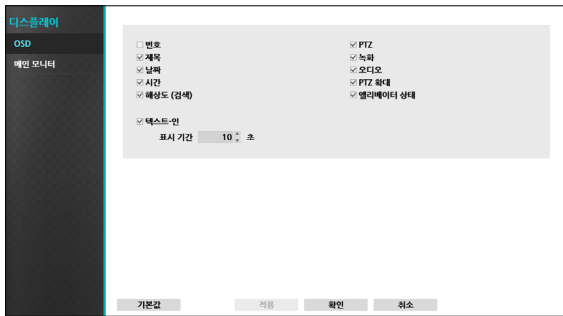 디스플레이
OSD
메인 모니터
번호
제목
날짜
시간
해상도 (검색)
PTZ
녹화
오디오
PTZ 확대
엘리베이터 상태
텍스트-인
표시 기간 10 초
기본값 적용 확인 취소